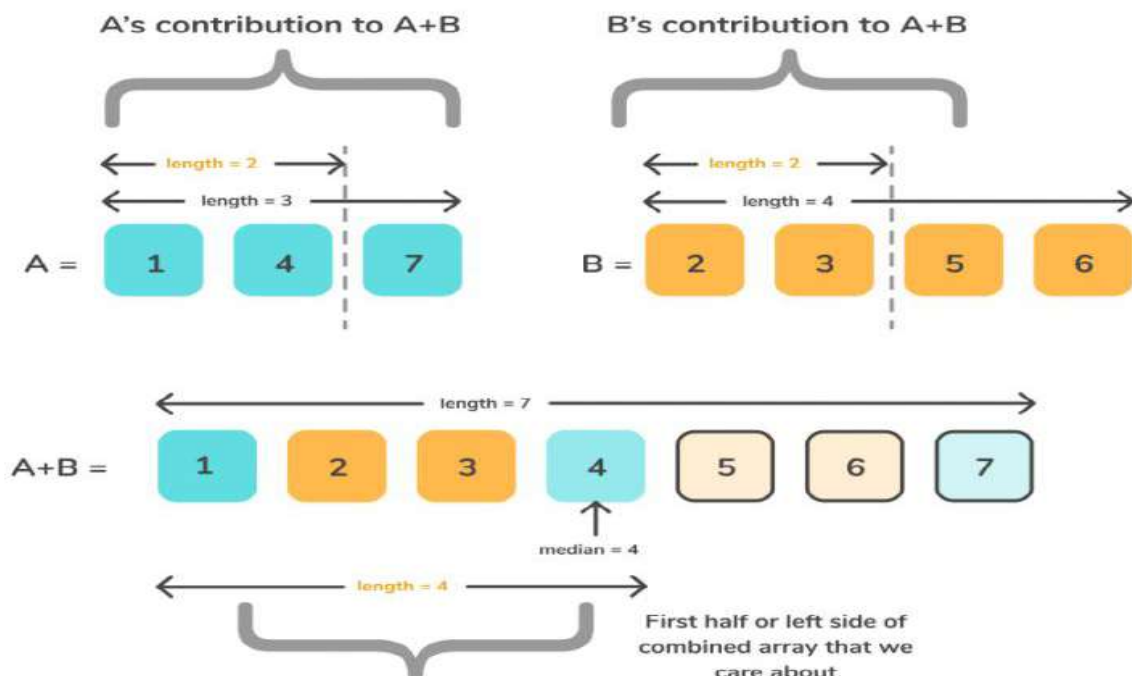 A's contribution to A+B
B's contribution to A+B
length = 2
length = 3
A = 1 4 7
length = 2
length = 4
B = 2 3 5 6
length = 7
A+B = 1 2 3 4 5 6 7
median = 4
length = 4
First half or left side of
combined array that we
care about